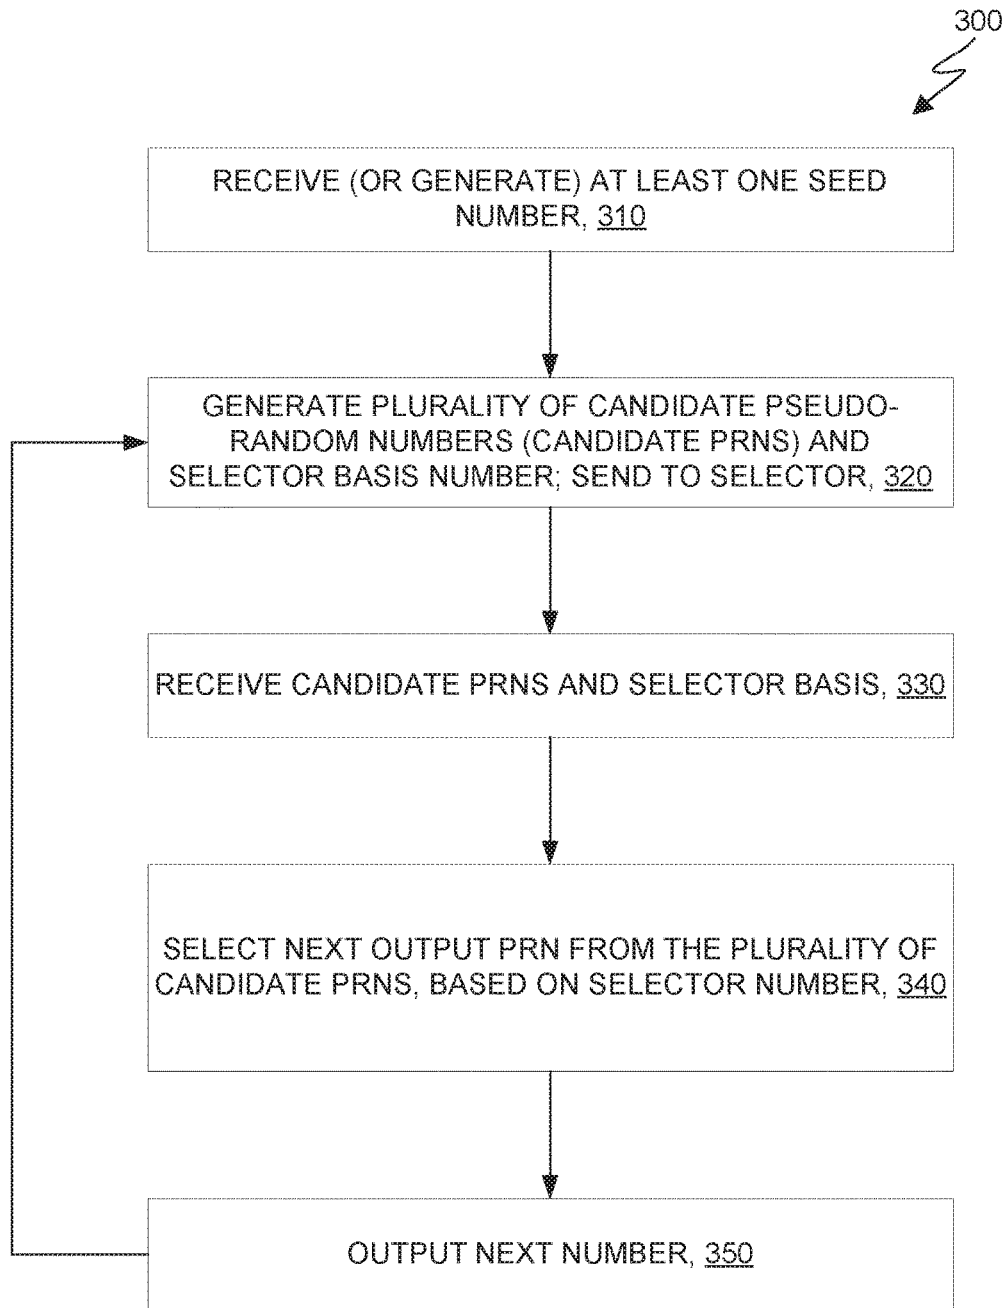 300
RECEIVE (OR GENERATE) AT LEAST ONE SEED
NUMBER, 310
GENERATE PLURALITY OF CANDIDATE PSEUDO-
RANDOM NUMBERS (CANDIDATE PRNS) AND
SELECTOR BASIS NUMBER; SEND TO SELECTOR, 320
RECEIVE CANDIDATE PRNS AND SELECTOR BASIS, 330
SELECT NEXT OUTPUT PRN FROM THE PLURALITY OF
CANDIDATE PRNS, BASED ON SELECTOR NUMBER, 340
OUTPUT NEXT NUMBER, 350